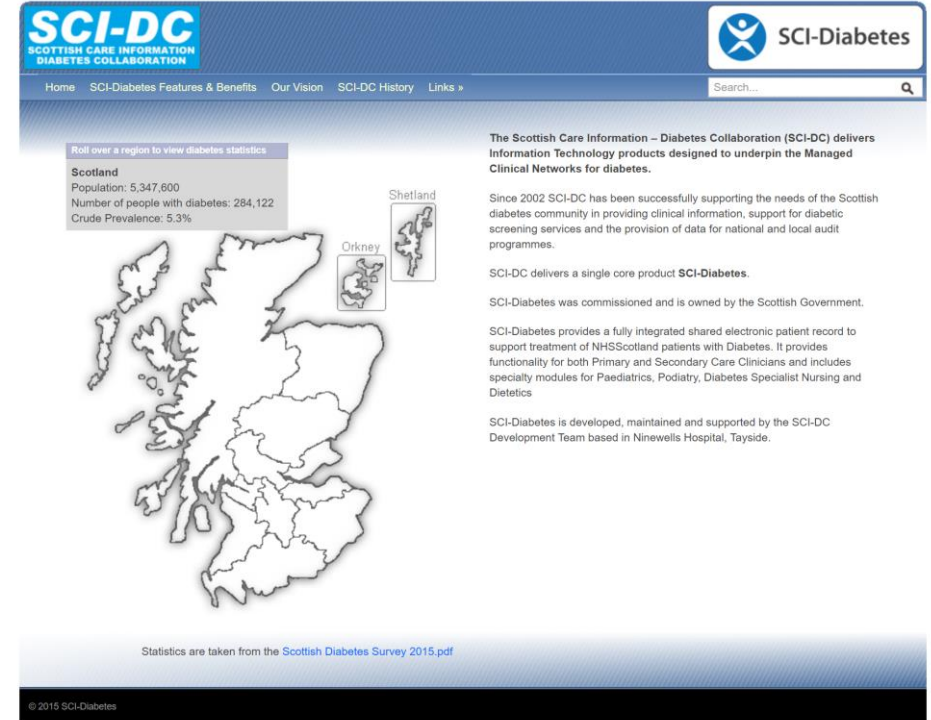 SCI-DC
SCOTTISH CARE INFORMATION
DIABETES COLLABORATION
SCI-Diabetes
Home SCI-Diabetes Features & Benefits Our Vision SCI-DC History Links »
Search...
Roll over a region to view diabetes statistics
Scotland
Population: 5,347,600
Number of people with diabetes: 284,122
Crude Prevalence: 5.3%
Shetland
Orkney
The Scottish Care Information – Diabetes Collaboration (SCI-DC) delivers
Information Technology products designed to underpin the Managed
Clinical Networks for diabetes.
Since 2002 SCI-DC has been successfully supporting the needs of the Scottish
diabetes community in providing clinical information, support for diabetic
screening services and the provision of data for national and local audit
programmes.
SCI-DC delivers a single core product SCI-Diabetes.
SCI-Diabetes was commissioned and is owned by the Scottish Government.
SCI-Diabetes provides a fully integrated shared electronic patient record to
support treatment of NHSScotland patients with Diabetes. It provides
functionality for both Primary and Secondary Care Clinicians and includes
specialty modules for Paediatrics, Podiatry, Diabetes Specialist Nursing and
Dietetics
SCI-Diabetes is developed, maintained and supported by the SCI-DC
Development Team based in Ninewells Hospital, Tayside.
Statistics are taken from the Scottish Diabetes Survey 2015.pdf
© 2015 SCI-Diabetes